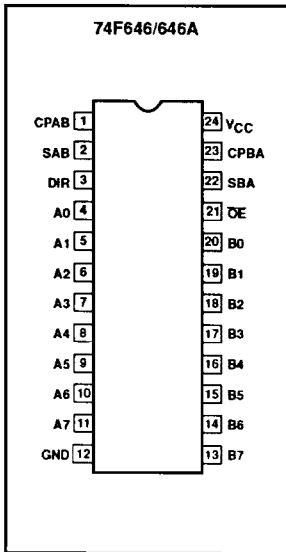 74F646/646A
CPAB 1 24 VCC
SAB 2 23 CPBA
DIR 3 22 SBA
A0 4 21 OE
A1 5 20 B0
A2 6 19 B1
A3 7 18 B2
A4 8 17 B3
A5 9 16 B4
A6 10 15 B5
A7 11 14 B6
GND 12 13 B7